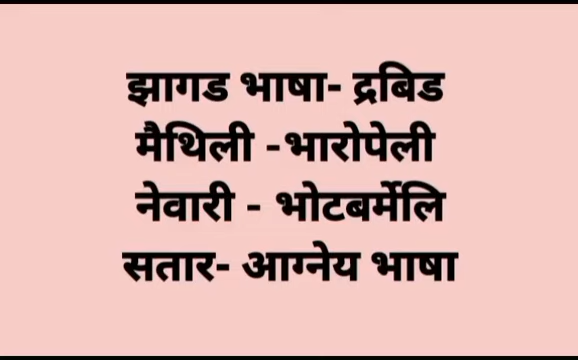 झागड भाषा- द्रबिड
मैथिली -भारोपेली
नेवारी - भोटबर्मेलि
सतार- आग्नेय भाषा